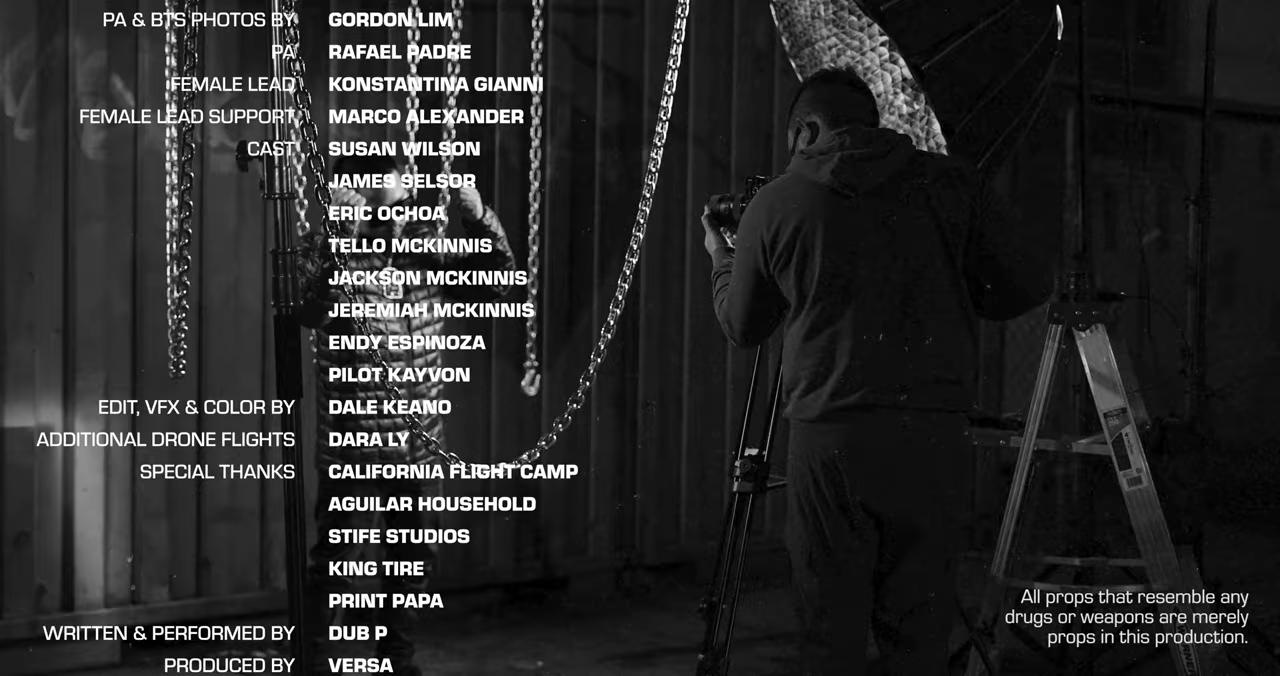 PA & BTS PHOTOS BY GORDON LIM
PA RAFAEL PADRE
FEMALE LEAD KONSTANTINA GIANNI
FEMALE LEAD SUPPORT MARCO ALEXANDER
CAST SUSAN WILSON
JAMES SELSOR
ERIC OCHOA
TELLO MCKINNIS
JACKSON MCKINNIS
JEREMIAH MCKINNIS
ENDY ESPINOZA
PILOT KAYVON
EDIT, VFX & COLOR BY DALE KEANO
ADDITIONAL DRONE FLIGHTS DARA LY
SPECIAL THANKS CALIFORNIA FLIGHT CAMP
AGUILAR HOUSEHOLD
STIFE STUDIOS
KING TIRE
PRINT PAPA
WRITTEN & PERFORMED BY DUB P
PRODUCED BY VERSA
All props that resemble any
drugs or weapons are merely
props in this production.